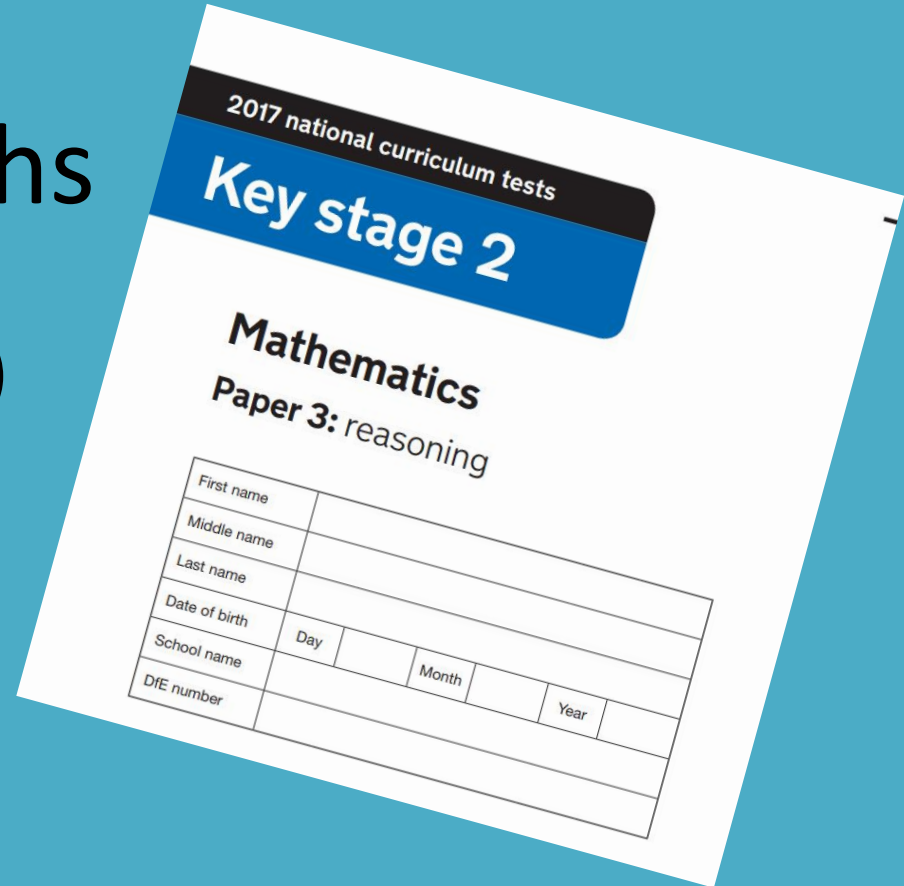 hs
)
2017 national curriculum tests
Key stage 2
Mathematics
Paper 3: reasoning
First name
Middle name
Last name
Date of birth Day Month Year
School name
DfE number